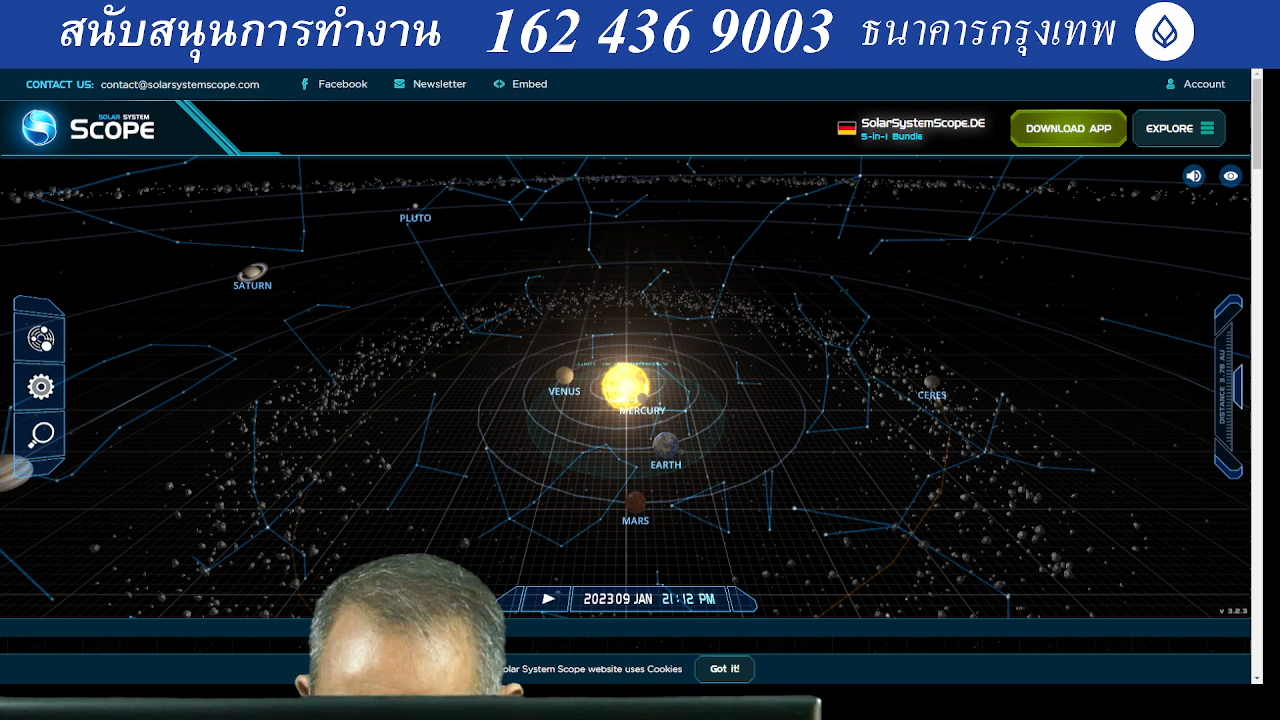 สนับสนุนการทำงาน 162 436 9003 ธนาคารกรุงเทพ
CONTACT US: contact@solarsystemscope.com Facebook Newsletter Embed Account
SOLAR SYSTEM
SCOPE
SolarSystemScope.DE
5-in-1 Bundle
DOWNLOAD APP
EXPLORE
PLUTO
SATURN
VENUS
MERCURY
CERES
EARTH
MARS
DISTANCE 3.78 AU
2023 09 JAN 21:12 PM
v 3.2.3
olar System Scope website uses Cookies
Got it!